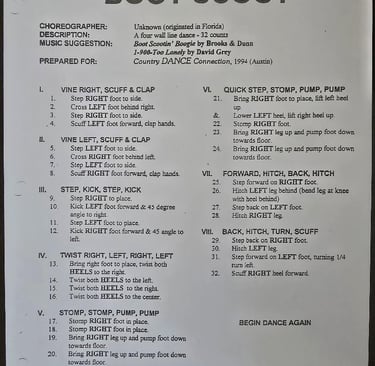 BOOT SCOOT
CHOREOGRAPHER: Unknown (originated in Florida)
DESCRIPTION: A four wall line dance - 32 counts
MUSIC SUGGESTION: Boot Scootin' Boogie by Brooks & Dunn
1-900-Too Lonely by David Grey
PREPARED FOR: Country DANCE Connection, 1994 (Austin)
I. VINE RIGHT, SCUFF & CLAP
1. Step RIGHT foot to side.
2. Cross LEFT foot behind right.
3. Step RIGHT foot to side.
4. Scuff LEFT foot forward, clap hands.
II. VINE LEFT, SCUFF & CLAP
5. Step LEFT foot to side.
6. Cross RIGHT foot behind left.
7. Step LEFT foot to side.
8. Scuff RIGHT foot forward, clap hands.
III. STEP, KICK, STEP, KICK
9. Step RIGHT to place.
10. Kick LEFT foot forward & 45 degree
angle to right.
11. Step LEFT foot to place.
12. Kick RIGHT foot forward & 45 angle to
left.
IV. TWIST RIGHT, LEFT, RIGHT, LEFT
13. Bring right foot to place, twist both
HEELS to the right.
14. Twist both HEELS to the left.
15. Twist both HEELS to the right.
16. Twist both HEELS to the center.
V. STOMP, STOMP, PUMP, PUMP
17. Stomp RIGHT foot in place.
18. Stomp RIGHT foot in place.
19. Bring RIGHT leg up and pump foot down
towards floor.
20. Bring RIGHT leg up and pump foot down
towards floor.
VI. QUICK STEP, STOMP, PUMP, PUMP
21. Bring RIGHT foot to place, lift left heel
up.
&. Lower LEFT heel, lift right heel up.
22. Stomp RIGHT foot.
23. Bring RIGHT leg up and pump foot down
towards floor.
24. Bring RIGHT leg up and pump foot down
towards floor.
VII. FORWARD, HITCH, BACK, HITCH
25. Step forward on RIGHT foot.
26. Hitch LEFT leg behind (bend leg at knee
with heel behind)
27. Step back on LEFT foot.
28. Hitch RIGHT leg.
VIII. BACK, HITCH, TURN, SCUFF
29. Step back on RIGHT foot.
30. Hitch LEFT leg.
31. Step forward on LEFT foot, turning 1/4
turn left.
32. Scuff RIGHT heel forward.
BEGIN DANCE AGAIN